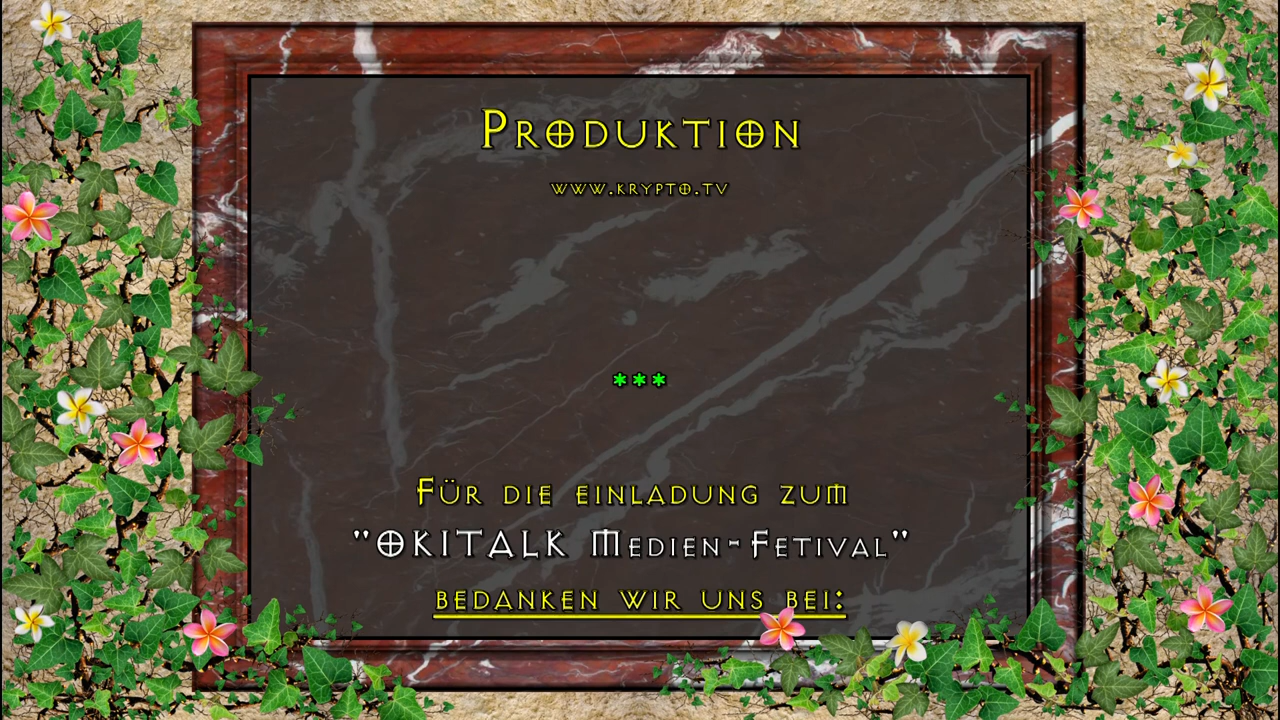 Produktion
www.krypto.tv
***
Für die einladung zum
"OKITALK Medien-Fetival"
bedanken wir uns bei: